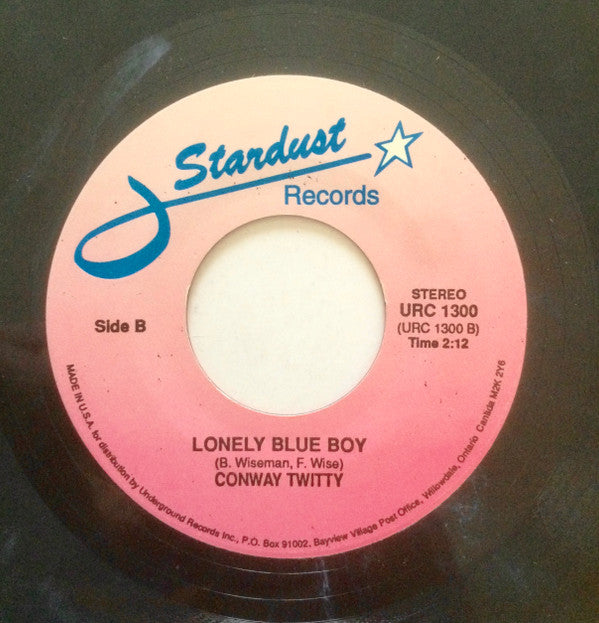 Stardust
Records
STEREO
URC 1300
(URC 1300 B)
Time 2:12
Side B
LONELY BLUE BOY
(B. Wiseman, F. Wise)
CONWAY TWITTY
MADE IN U.S.A. for distribution by Underground Records Inc., P.O. Box 91002, Bayview Village Post Office, Willowdale, Ontario Canada M2K 2Y6